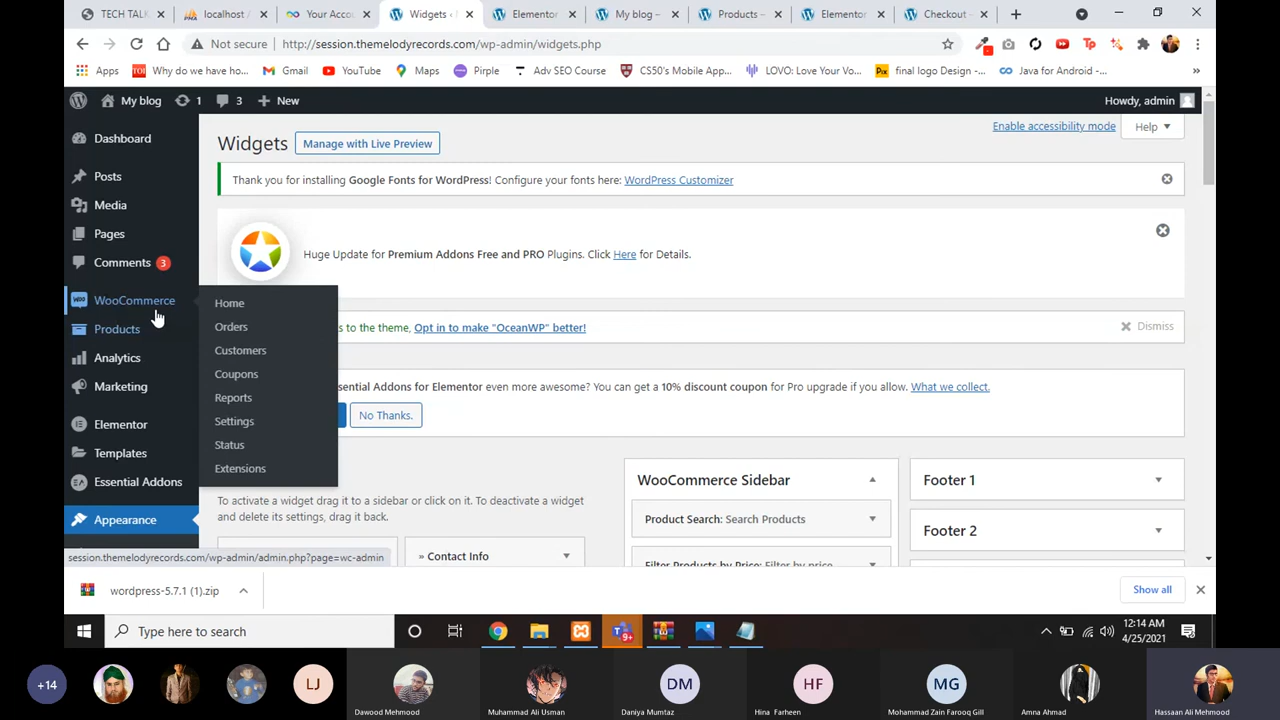 TECH TALK
localhost /
Your Accou
Widgets ‹
Elementor
My blog –
Products –
Elementor
Checkout –
Not secure
http://session.themelodyrecords.com/wp-admin/widgets.php
Apps
TOI
Why do we have ho...
Gmail
YouTube
Maps
Pirple
Adv SEO Course
CS50's Mobile App...
LOVO: Love Your Vo...
Pix
final logo Design -...
Java for Android -...
»
My blog
1
3
+ New
Howdy, admin
Dashboard
Posts
Media
Pages
Comments 3
WooCommerce
Products
Analytics
Marketing
Elementor
Templates
Essential Addons
Appearance
Home
Orders
Customers
Coupons
Reports
Settings
Status
Extensions
Enable accessibility mode
Help
Widgets
Manage with Live Preview
Thank you for installing Google Fonts for WordPress! Configure your fonts here: WordPress Customizer
Huge Update for Premium Addons Free and PRO Plugins. Click Here for Details.
s to the theme, Opt in to make "OceanWP" better!
Dismiss
sential Addons for Elementor even more awesome? You can get a 10% discount coupon for Pro upgrade if you allow. What we collect.
No Thanks.
To activate a widget drag it to a sidebar or click on it. To deactivate a widget
and delete its settings, drag it back.
» Contact Info
WooCommerce Sidebar
Product Search: Search Products
Filter Products by Price: Filter by price
Footer 1
Footer 2
session.themelodyrecords.com/wp-admin/admin.php?page=wc-admin
wordpress-5.7.1 (1).zip
Show all
Type here to search
9+
12:14 AM
4/25/2021
+14
LJ
Dawood Mehmood
Muhammad Ali Usman
DM
Daniya Mumtaz
HF
Hina Farheen
MG
Mohammad Zain Farooq Gill
Amna Ahmad
Hassaan Ali Mehmood